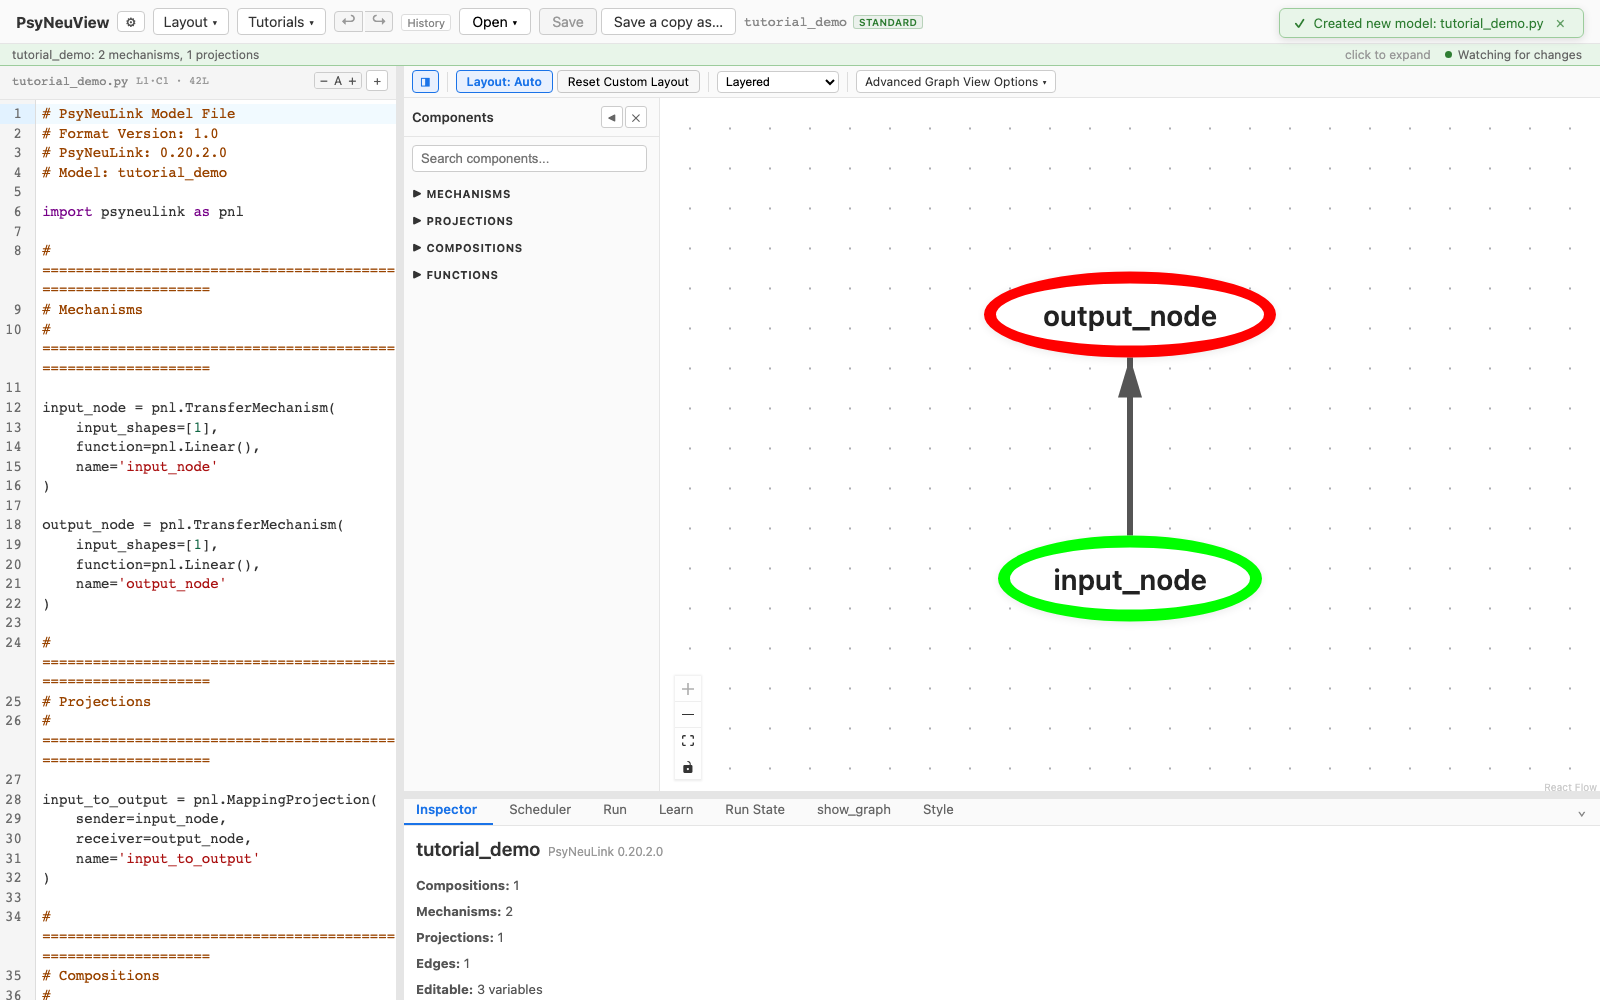 PsyNeuView ⚙ Layout ▾ Tutorials ▾ ↩ ↪ History Open ▾ Save Save a copy as... tutorial_demo STANDARD
✓ Created new model: tutorial_demo.py ✕
tutorial_demo: 2 mechanisms, 1 projections
click to expand ● Watching for changes
tutorial_demo.py L1·C1 · 42L − A + +
1 # PsyNeuLink Model File
2 # Format Version: 1.0
3 # PsyNeuLink: 0.20.2.0
4 # Model: tutorial_demo
5
6 import psyneulink as pnl
7
8 #
==========================================
====================
9 # Mechanisms
10 #
==========================================
====================
11
12 input_node = pnl.TransferMechanism(
13 input_shapes=[1],
14 function=pnl.Linear(),
15 name='input_node'
16 )
17
18 output_node = pnl.TransferMechanism(
19 input_shapes=[1],
20 function=pnl.Linear(),
21 name='output_node'
22 )
23
24 #
==========================================
====================
25 # Projections
26 #
==========================================
====================
27
28 input_to_output = pnl.MappingProjection(
29 sender=input_node,
30 receiver=output_node,
31 name='input_to_output'
32 )
33
34 #
==========================================
====================
35 # Compositions
36 #
Layout: Auto Reset Custom Layout Layered Advanced Graph View Options ▾
Components ◀ ✕
Search components...
▶ MECHANISMS
▶ PROJECTIONS
▶ COMPOSITIONS
▶ FUNCTIONS
output_node
input_node
React Flow
Inspector Scheduler Run Learn Run State show_graph Style
tutorial_demo PsyNeuLink 0.20.2.0
Compositions: 1
Mechanisms: 2
Projections: 1
Edges: 1
Editable: 3 variables